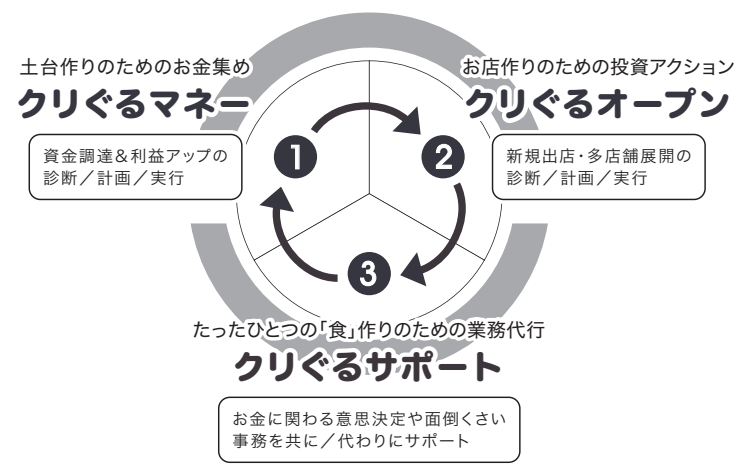 土台作りのためのお金集め
クリぐるマネー
資金調達&利益アップの
診断／計画／実行
1
お店作りのための投資アクション
クリぐるオープン
新規出店・多店舗展開の
診断／計画／実行
2
3
たったひとつの「食」作りのための業務代行
クリぐるサポート
お金に関わる意思決定や面倒くさい
事務を共に／代わりにサポート